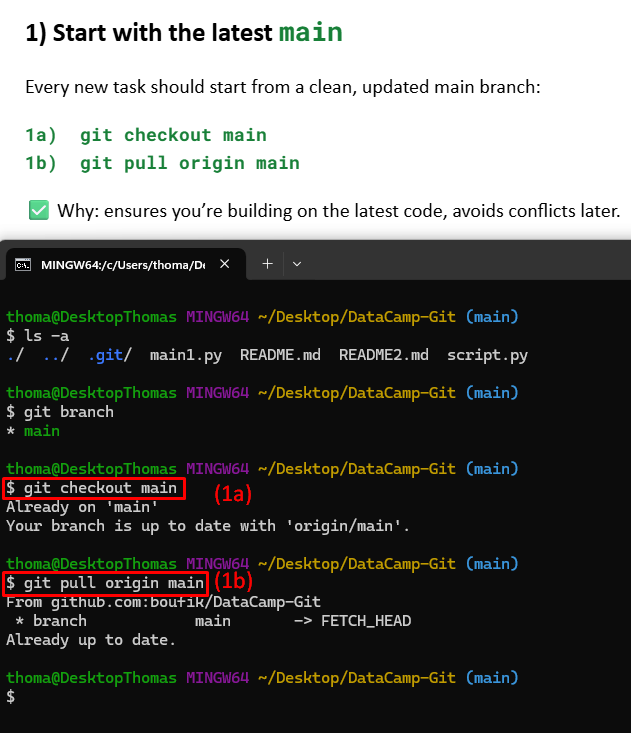 1) Start with the latest main
Every new task should start from a clean, updated main branch:
1a)  git checkout main
1b)  git pull origin main
✅ Why: ensures you’re building on the latest code, avoids conflicts later.
MINGW64:/c/Users/thoma/De
thoma@DesktopThomas MINGW64 ~/Desktop/DataCamp-Git (main)
$ ls -a
./  ../  .git/  main1.py  README.md  README2.md  script.py
thoma@DesktopThomas MINGW64 ~/Desktop/DataCamp-Git (main)
$ git branch
* main
thoma@DesktopThomas MINGW64 ~/Desktop/DataCamp-Git (main)
$ git checkout main (1a)
Already on 'main'
Your branch is up to date with 'origin/main'.
thoma@DesktopThomas MINGW64 ~/Desktop/DataCamp-Git (main)
$ git pull origin main (1b)
From github.com:boufik/DataCamp-Git
 * branch            main       -> FETCH_HEAD
Already up to date.
thoma@DesktopThomas MINGW64 ~/Desktop/DataCamp-Git (main)
$